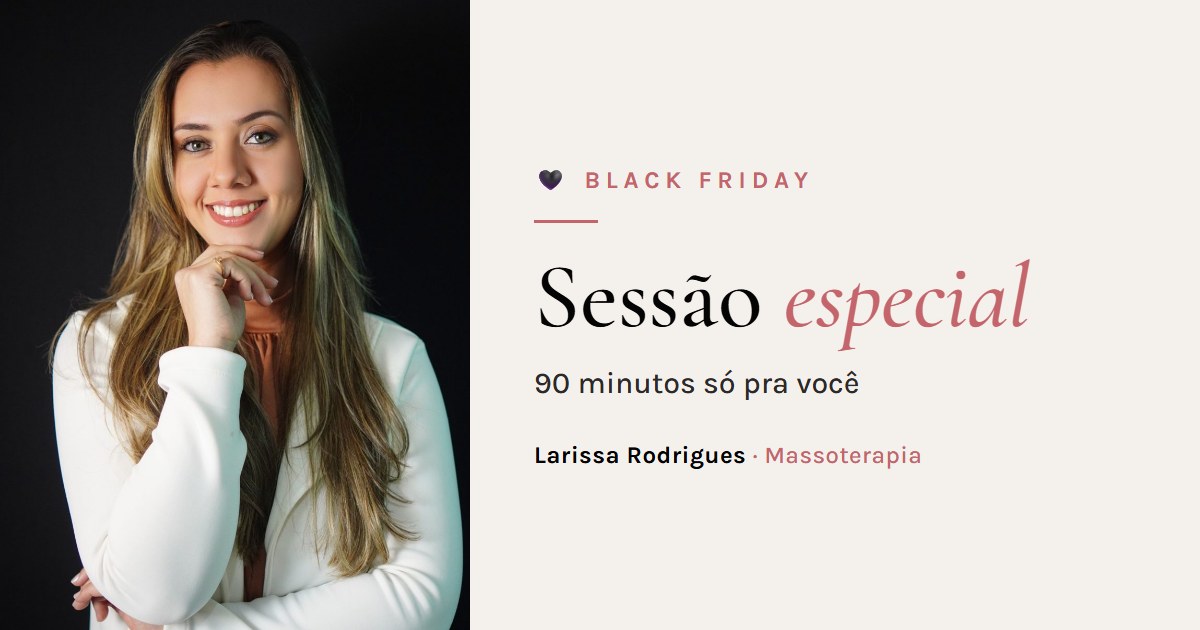 🖤 BLACK FRIDAY
Sessão especial
90 minutos só pra você
Larissa Rodrigues · Massoterapia